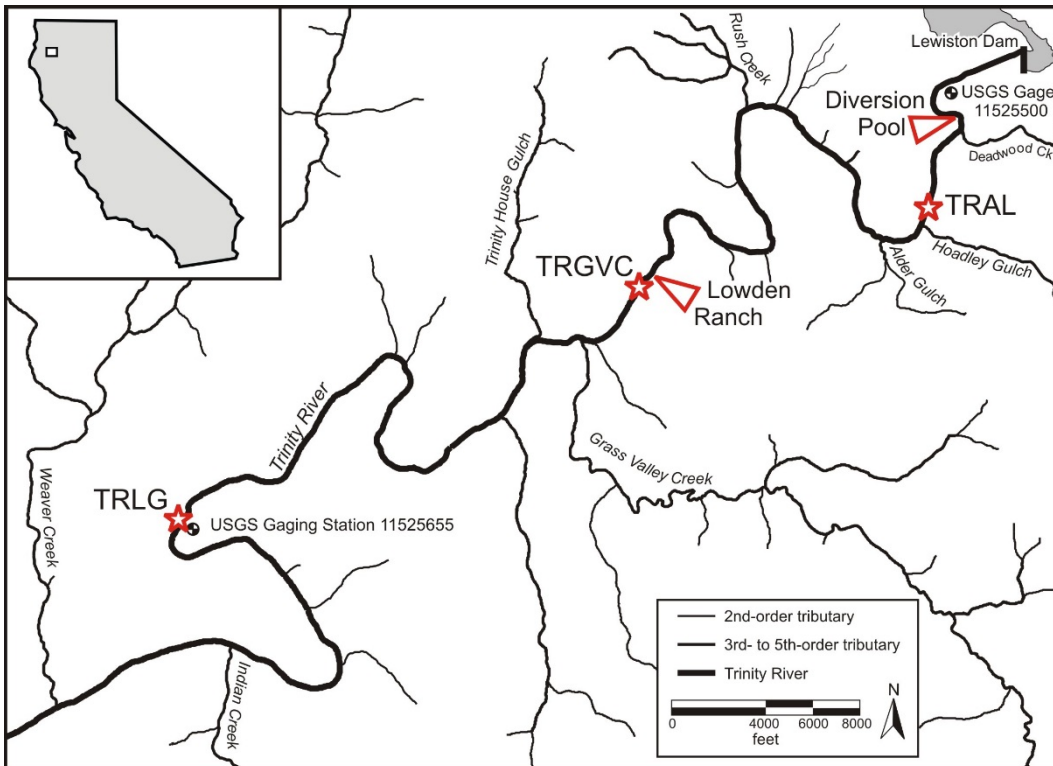 Lewiston Dam
Rush Creek
USGS Gage
11525500
Diversion
Pool
Deadwood Ck
Trinity House Gulch
TRAL
Hoadley Gulch
Alder Gulch
TRGVC
Lowden
Ranch
Trinity River
Grass Valley Creek
Weaver Creek
TRLG
USGS Gaging Station 11525655
Indian Creek
2nd-order tributary
3rd- to 5th-order tributary
Trinity River
N
0 4000 6000 8000
feet